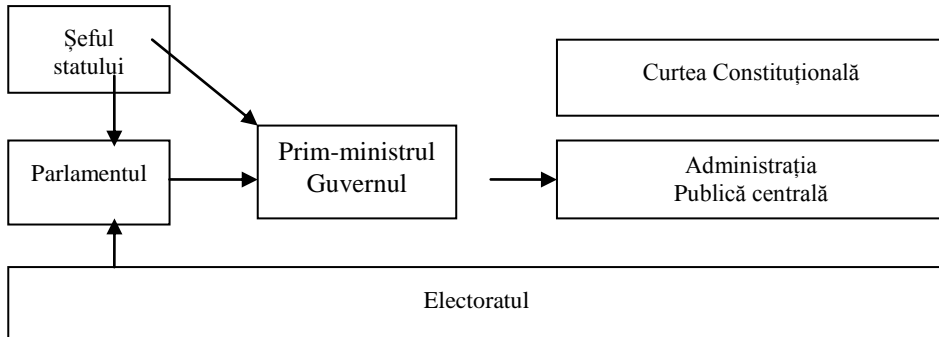 Șeful
statului
Curtea Constituțională
Parlamentul
Prim-ministrul
Guvernul
Administrația
Publică centrală
Electoratul